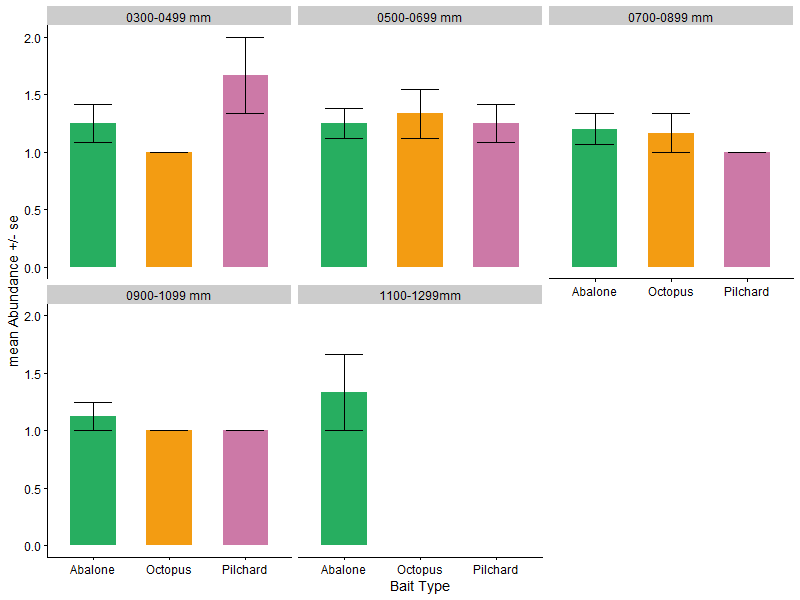 0300-0499 mm
0500-0699 mm
0700-0899 mm
2.0
1.5
1.0
0.5
0.0
Abalone Octopus Pilchard
0900-1099 mm
1100-1299mm
2.0
1.5
1.0
0.5
0.0
Abalone Octopus Pilchard
Abalone Octopus Pilchard
Bait Type
mean Abundance +/- se